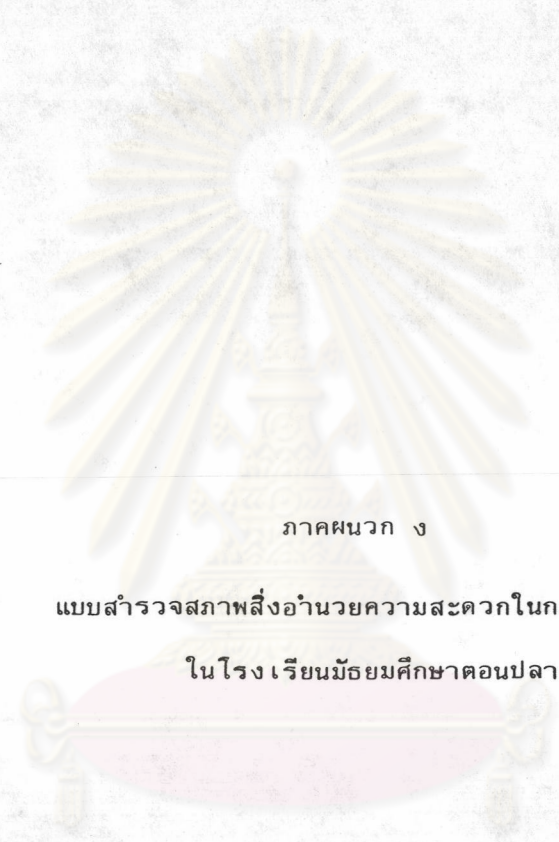 ภาคผนวก ง
แบบสำรวจสภาพสิ่งอำนวยความสะดวกในก
ในโรงเรียนมัธยมศึกษาตอนปลา